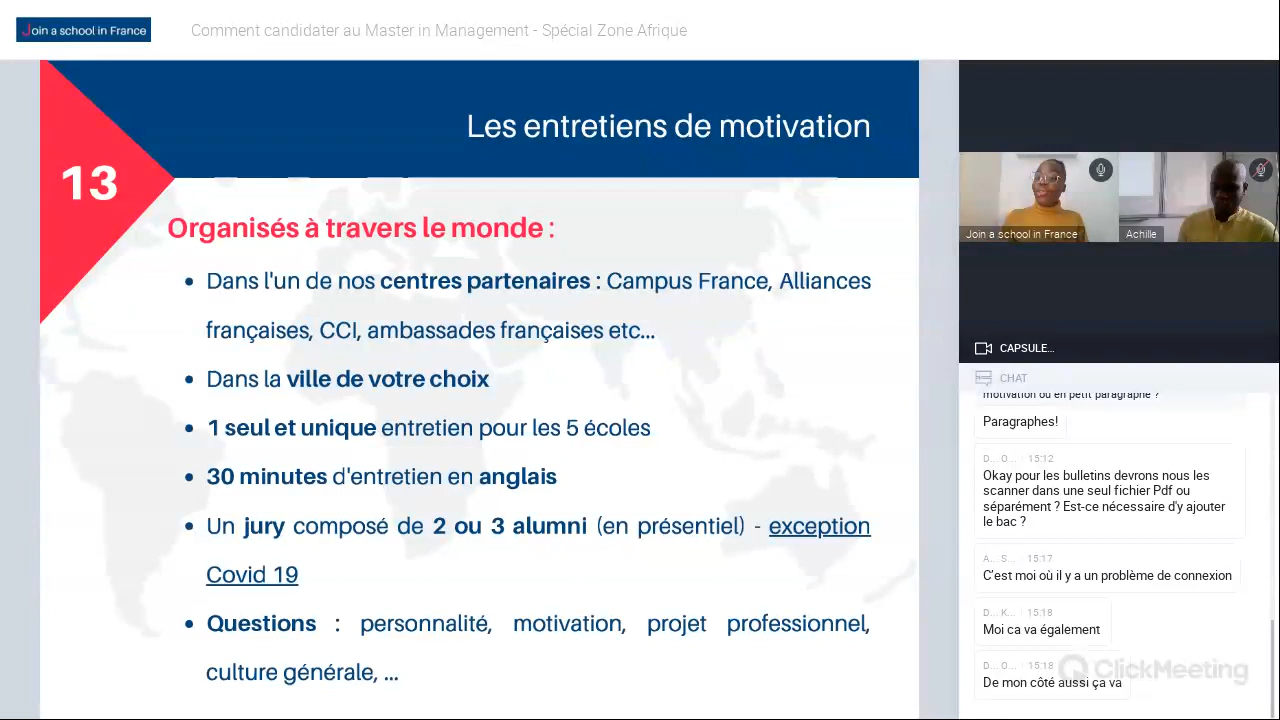 Join a school in France
Comment candidater au Master in Management - Spécial Zone Afrique
13
Les entretiens de motivation
Organisés à travers le monde :
• Dans l'un de nos centres partenaires : Campus France, Alliances
françaises, CCI, ambassades françaises etc...
• Dans la ville de votre choix
• 1 seul et unique entretien pour les 5 écoles
• 30 minutes d'entretien en anglais
• Un jury composé de 2 ou 3 alumni (en présentiel) - exception
Covid 19
• Questions : personnalité, motivation, projet professionnel,
culture générale, ...
Join a school in France
Achille
CAPSULE...
CHAT
motivation ou en petit paragraphe ?
Paragraphes!
D... O... 15:12
Okay pour les bulletins devrons nous les
scanner dans une seul fichier Pdf ou
séparément ? Est-ce nécessaire d'y ajouter
le bac ?
A... S... 15:17
C'est moi où il y a un problème de connexion
D... K... 15:18
Moi ca va également
D... O... 15:18
De mon côté aussi ça va
ClickMeeting